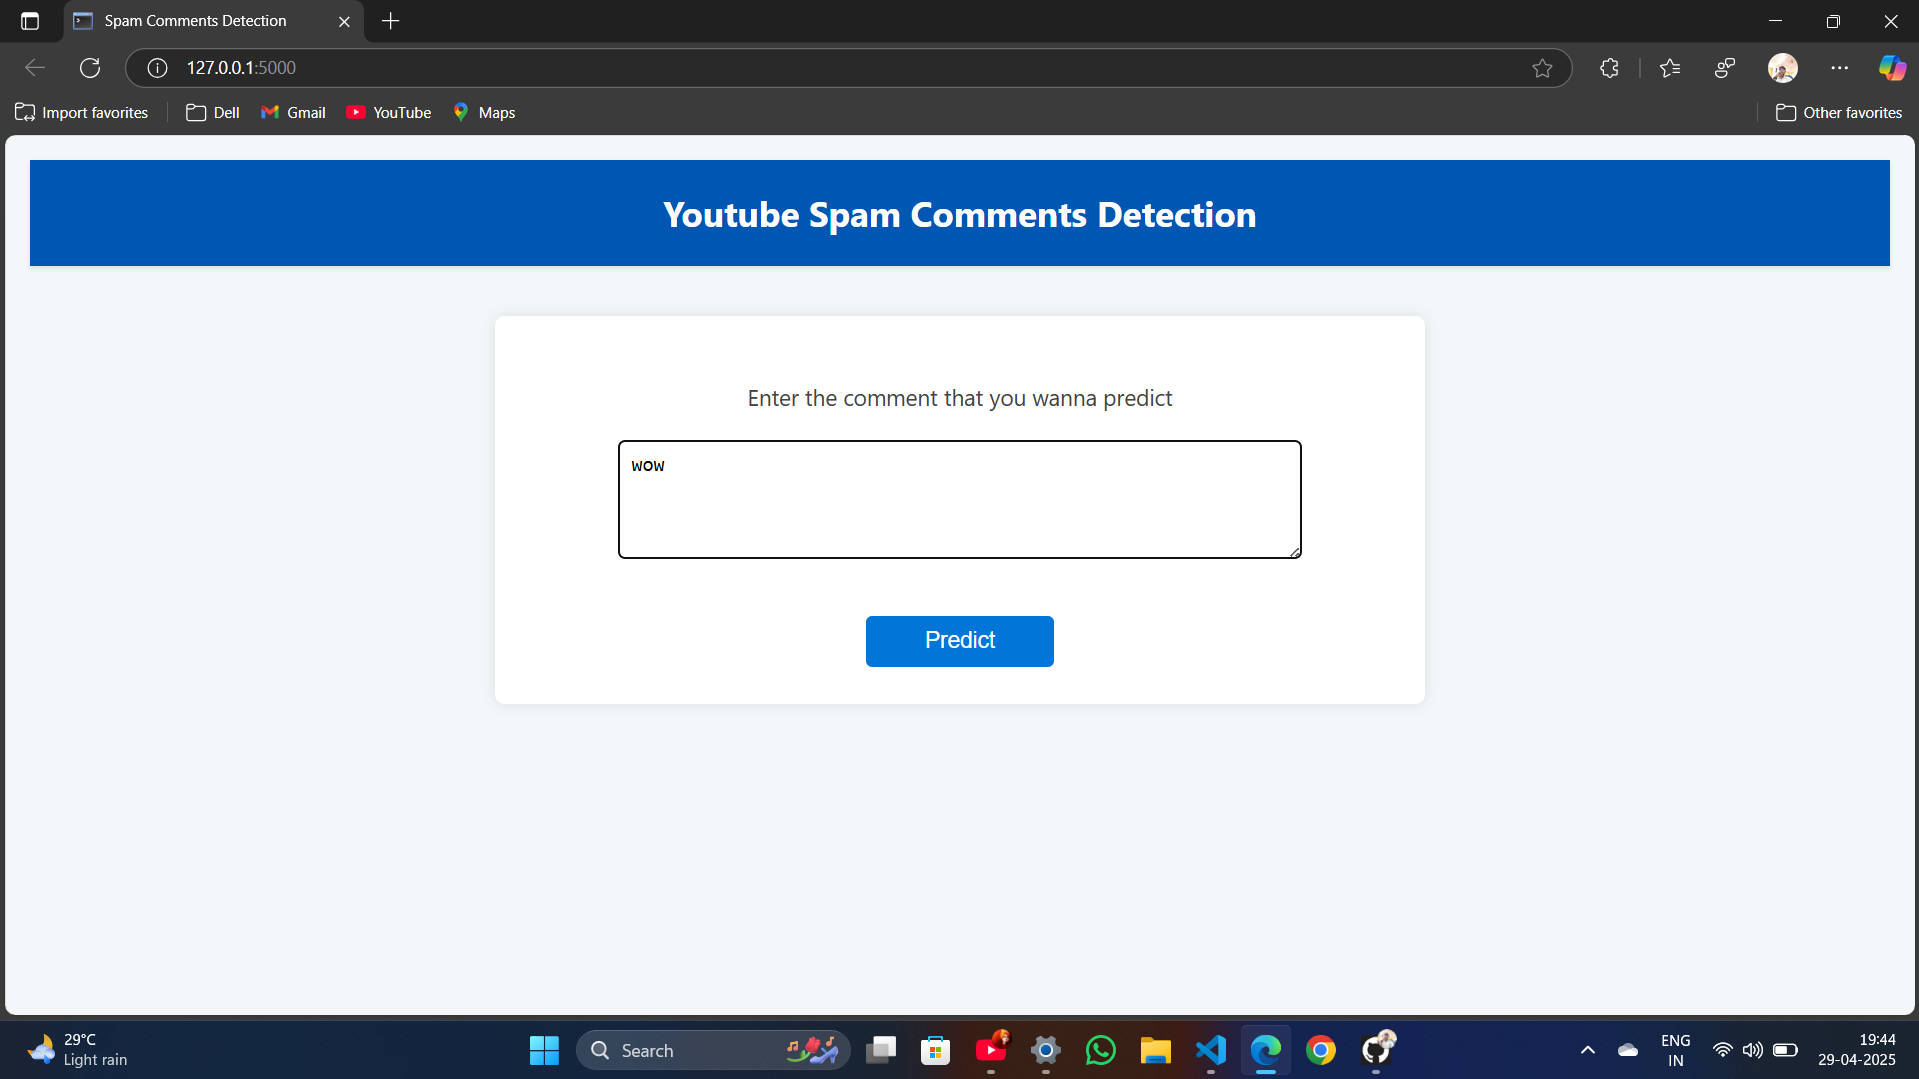 Spam Comments Detection
127.0.0.1:5000
Import favorites
Dell
Gmail
YouTube
Maps
Other favorites
Youtube Spam Comments Detection
Enter the comment that you wanna predict
wow
Predict
29°C
Light rain
Search
ENG
IN
19:44
29-04-2025